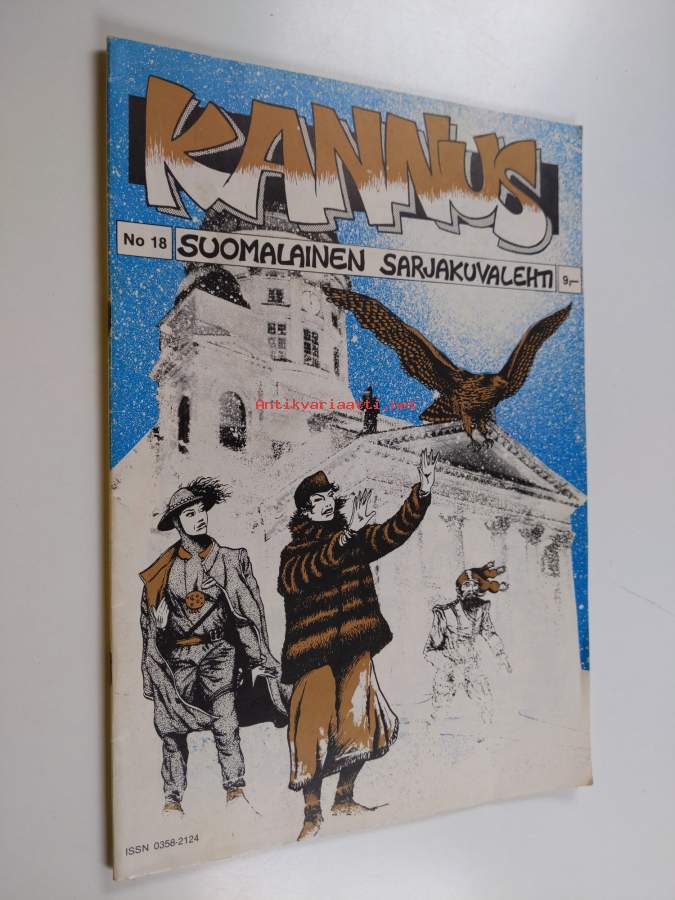 KANNUS
No 18 SUOMALAINEN SARJAKUVALEHTI 9,—
Antikvariaatti.net
ISSN 0358-2124